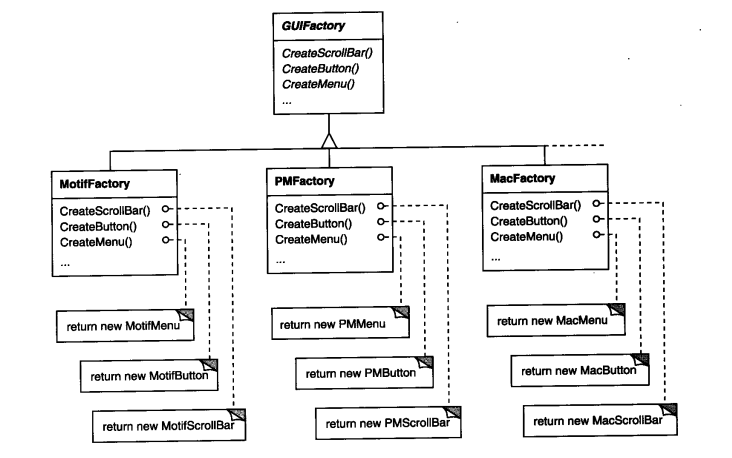 GUIFactory
CreateScrollBar()
CreateButton()
CreateMenu()
...
MotifFactory
CreateScrollBar()
CreateButton()
CreateMenu()
...
PMFactory
CreateScrollBar()
CreateButton()
CreateMenu()
...
MacFactory
CreateScrollBar()
CreateButton()
CreateMenu()
...
return new MotifMenu
return new MotifButton
return new MotifScrollBar
return new PMMenu
return new PMButton
return new PMScrollBar
return new MacMenu
return new MacButton
return new MacScrollBar